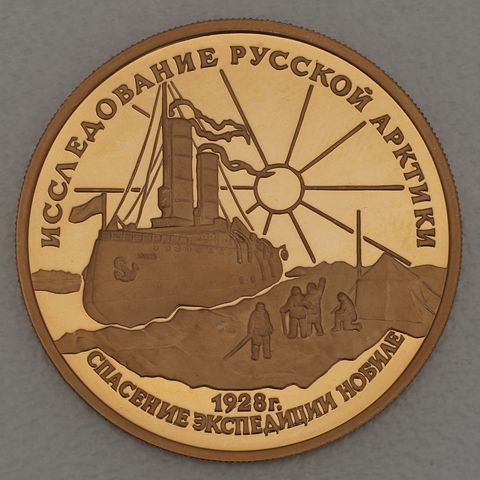 ИССЛЕДОВАНИЕ РУССКОЙ АРКТИКИ
1928г.
СПАСЕНИЕ ЭКСПЕДИЦИИ НОБИЛЕ